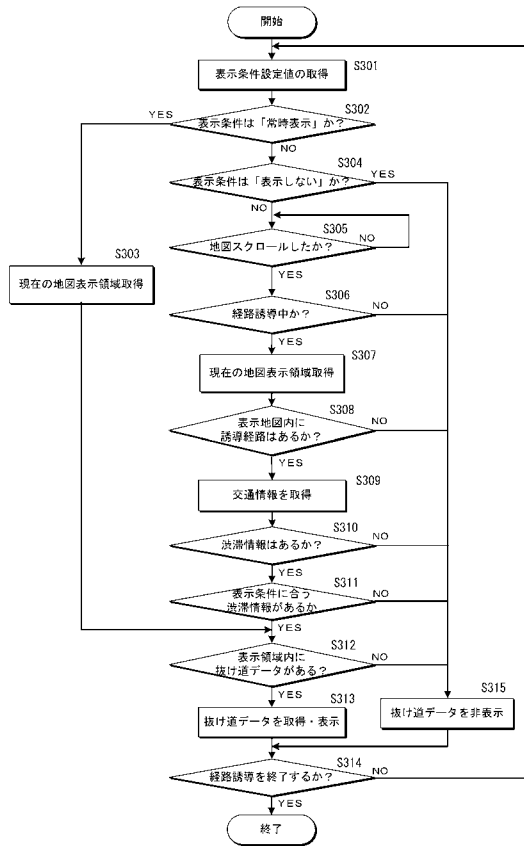 開始
S301
表示条件設定値の取得
S302
YES
表示条件は「常時表示」か？
NO
S304
表示条件は「表示しない」か？
YES
NO
S305
地図スクロールしたか？
NO
YES
S303
現在の地図表示領域取得
S306
経路誘導中か？
NO
YES
S307
現在の地図表示領域取得
S308
表示地図内に
誘導経路はあるか？
NO
YES
S309
交通情報を取得
S310
渋滞情報はあるか？
NO
YES
S311
表示条件に合う
渋滞情報があるか
NO
YES
S312
表示領域内に
抜け道データがある？
NO
YES
S313
抜け道データを取得・表示
S315
抜け道データを非表示
S314
経路誘導を終了するか？
NO
YES
終了